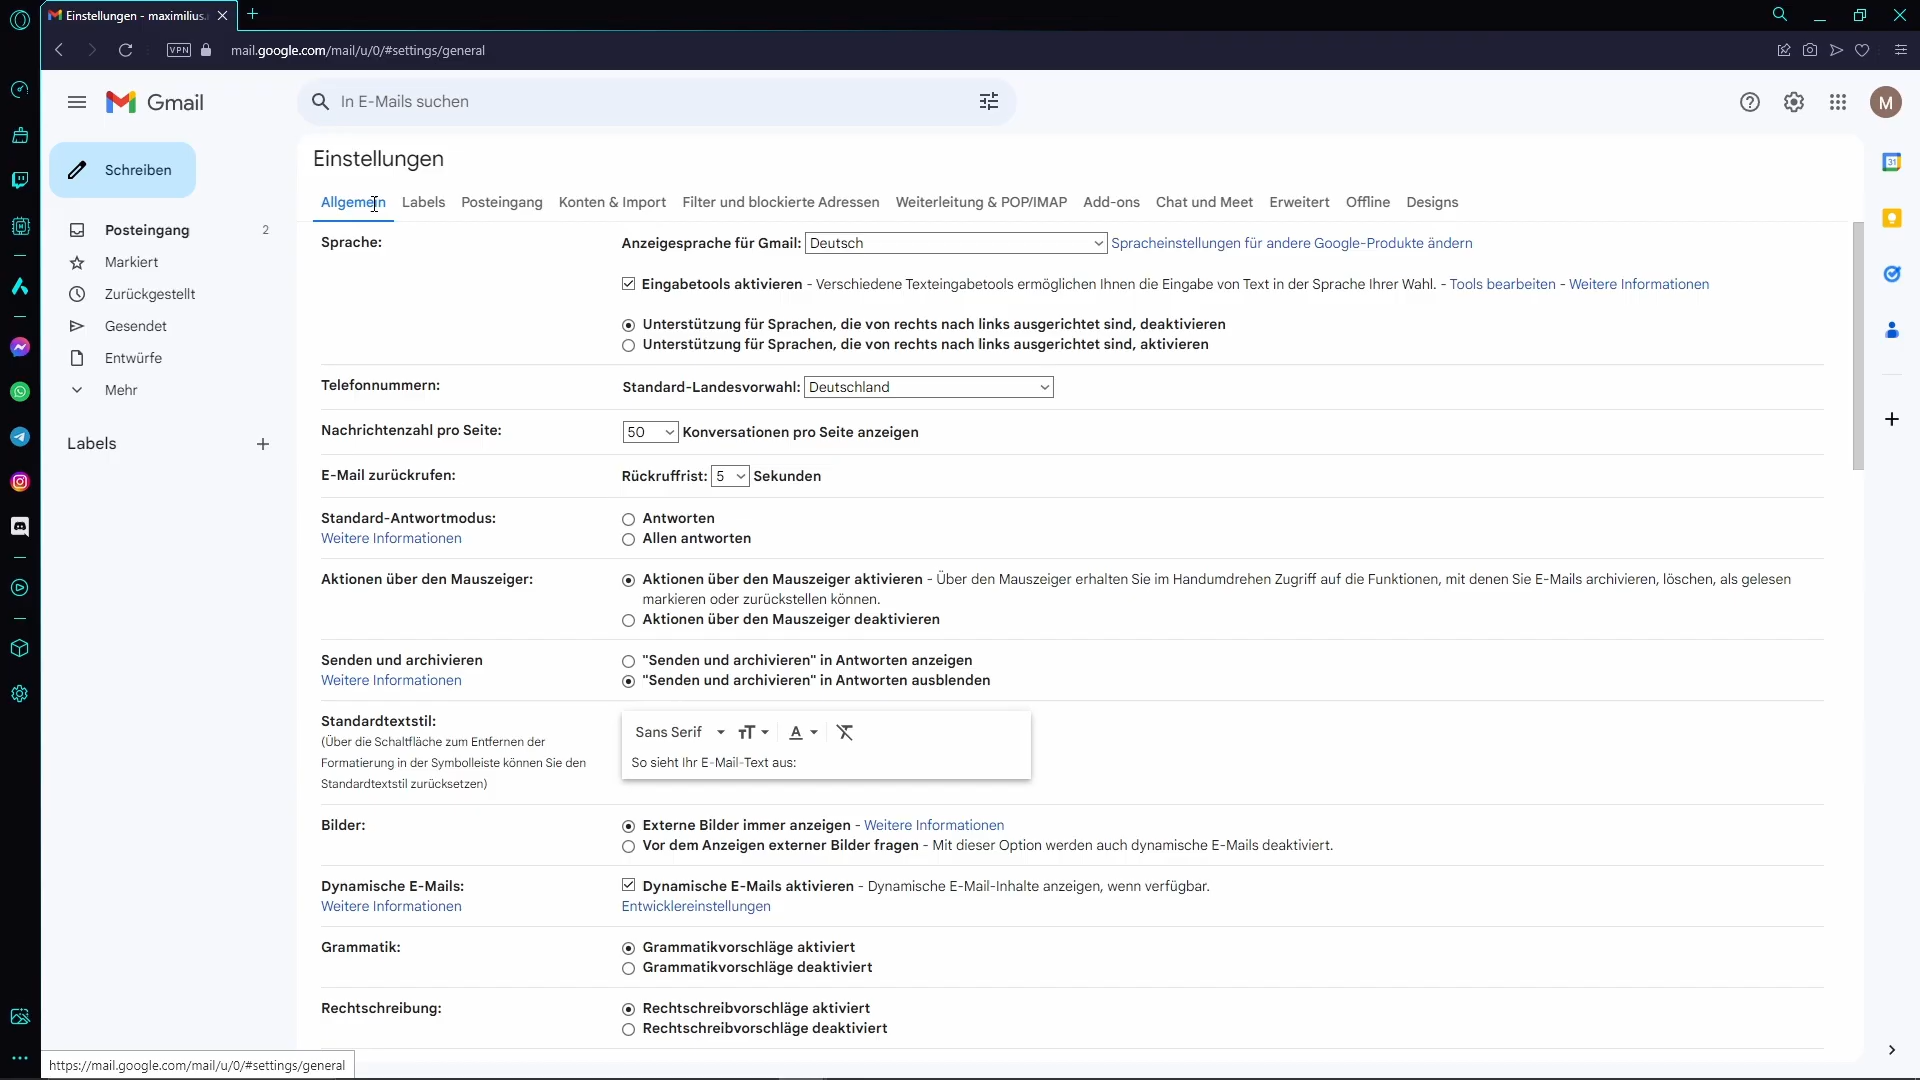 Einstellungen - maximilius.
VPN
mail.google.com/mail/u/0/#settings/general
Gmail
In E-Mails suchen
M
Schreiben
Posteingang 2
Markiert
Zurückgestellt
Gesendet
Entwürfe
Mehr
Labels
Einstellungen
Allgemein Labels Posteingang Konten & Import Filter und blockierte Adressen Weiterleitung & POP/IMAP Add-ons Chat und Meet Erweitert Offline Designs
Sprache:
Anzeigesprache für Gmail: Deutsch Spracheinstellungen für andere Google-Produkte ändern
Eingabetools aktivieren - Verschiedene Texteingabetools ermöglichen Ihnen die Eingabe von Text in der Sprache Ihrer Wahl. - Tools bearbeiten - Weitere Informationen
Unterstützung für Sprachen, die von rechts nach links ausgerichtet sind, deaktivieren
Unterstützung für Sprachen, die von rechts nach links ausgerichtet sind, aktivieren
Telefonnummern:
Standard-Landesvorwahl: Deutschland
Nachrichtenzahl pro Seite:
50 Konversationen pro Seite anzeigen
E-Mail zurückrufen:
Rückruffrist: 5 Sekunden
Standard-Antwortmodus:
Weitere Informationen
Antworten
Allen antworten
Aktionen über den Mauszeiger:
Aktionen über den Mauszeiger aktivieren - Über den Mauszeiger erhalten Sie im Handumdrehen Zugriff auf die Funktionen, mit denen Sie E-Mails archivieren, löschen, als gelesen
markieren oder zurückstellen können.
Aktionen über den Mauszeiger deaktivieren
Senden und archivieren
Weitere Informationen
"Senden und archivieren" in Antworten anzeigen
"Senden und archivieren" in Antworten ausblenden
Standardtextstil:
(Über die Schaltfläche zum Entfernen der
Formatierung in der Symbolleiste können Sie den
Standardtextstil zurücksetzen)
Sans Serif
So sieht Ihr E-Mail-Text aus:
Bilder:
Externe Bilder immer anzeigen - Weitere Informationen
Vor dem Anzeigen externer Bilder fragen - Mit dieser Option werden auch dynamische E-Mails deaktiviert.
Dynamische E-Mails:
Weitere Informationen
Dynamische E-Mails aktivieren - Dynamische E-Mail-Inhalte anzeigen, wenn verfügbar.
Entwicklereinstellungen
Grammatik:
Grammatikvorschläge aktiviert
Grammatikvorschläge deaktiviert
Rechtschreibung:
Rechtschreibvorschläge aktiviert
Rechtschreibvorschläge deaktiviert
31
https://mail.google.com/mail/u/0/#settings/general